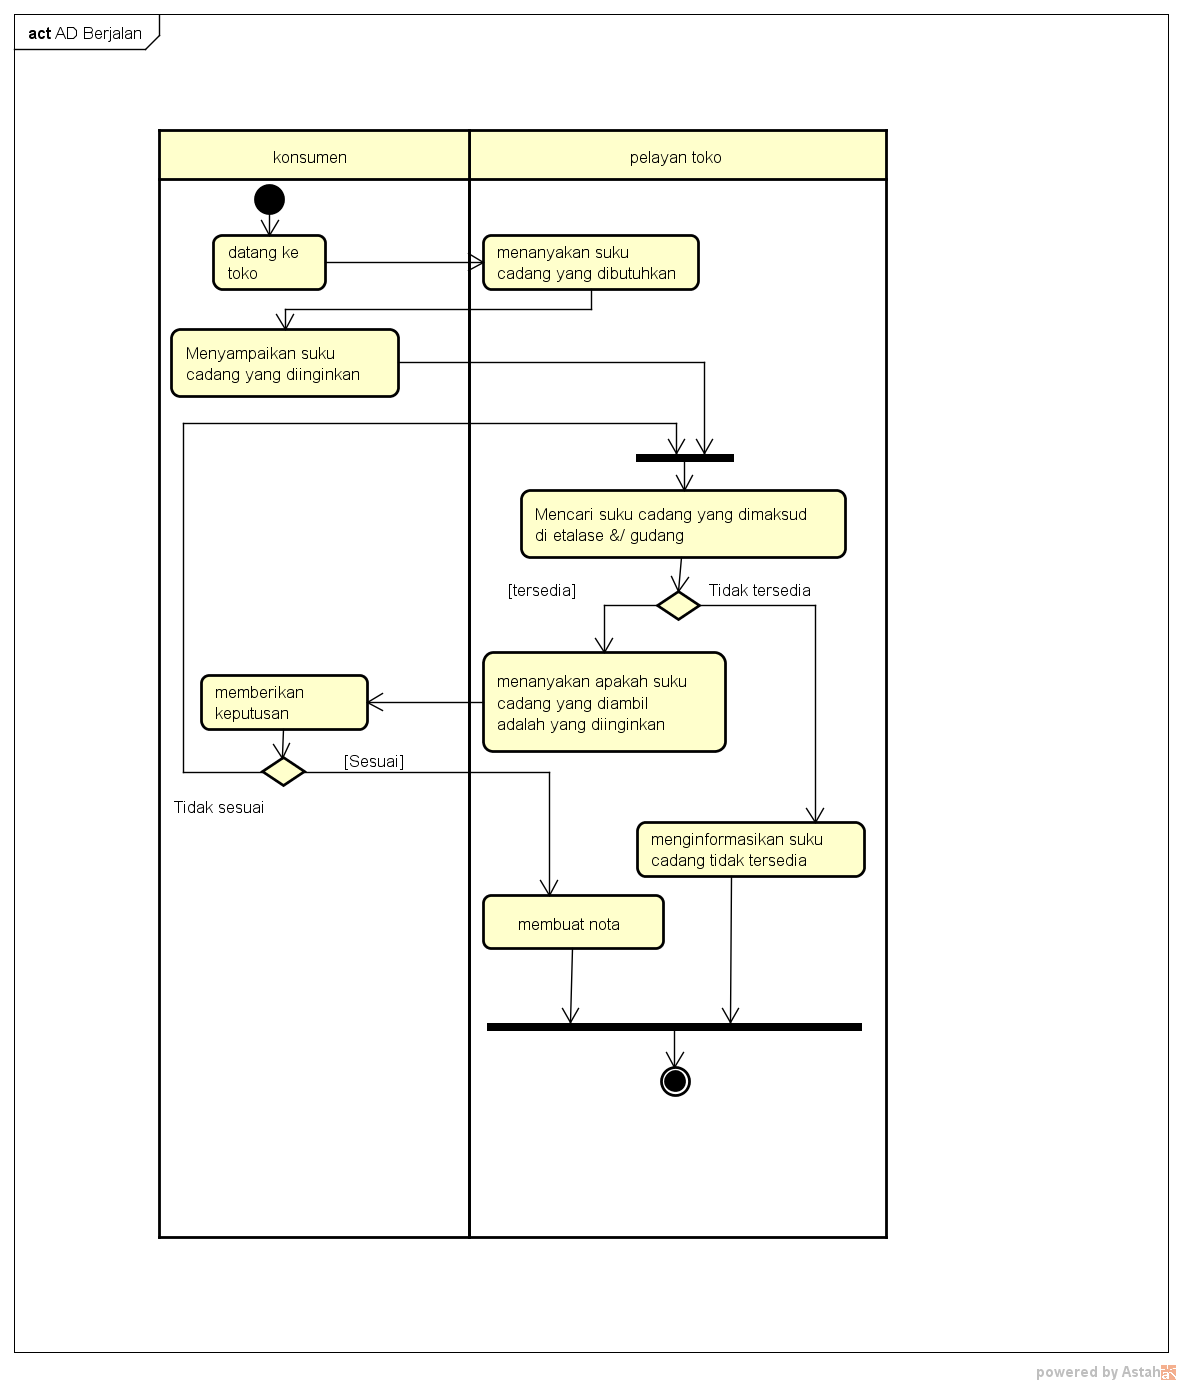 act AD Berjalan
konsumen
pelayan toko
datang ke
toko
menanyakan suku
cadang yang dibutuhkan
Menyampaikan suku
cadang yang diinginkan
Mencari suku cadang yang dimaksud
di etalase &/ gudang
[tersedia]
Tidak tersedia
menanyakan apakah suku
cadang yang diambil
adalah yang diinginkan
memberikan
keputusan
[Sesuai]
Tidak sesuai
menginformasikan suku
cadang tidak tersedia
membuat nota
powered by Astah